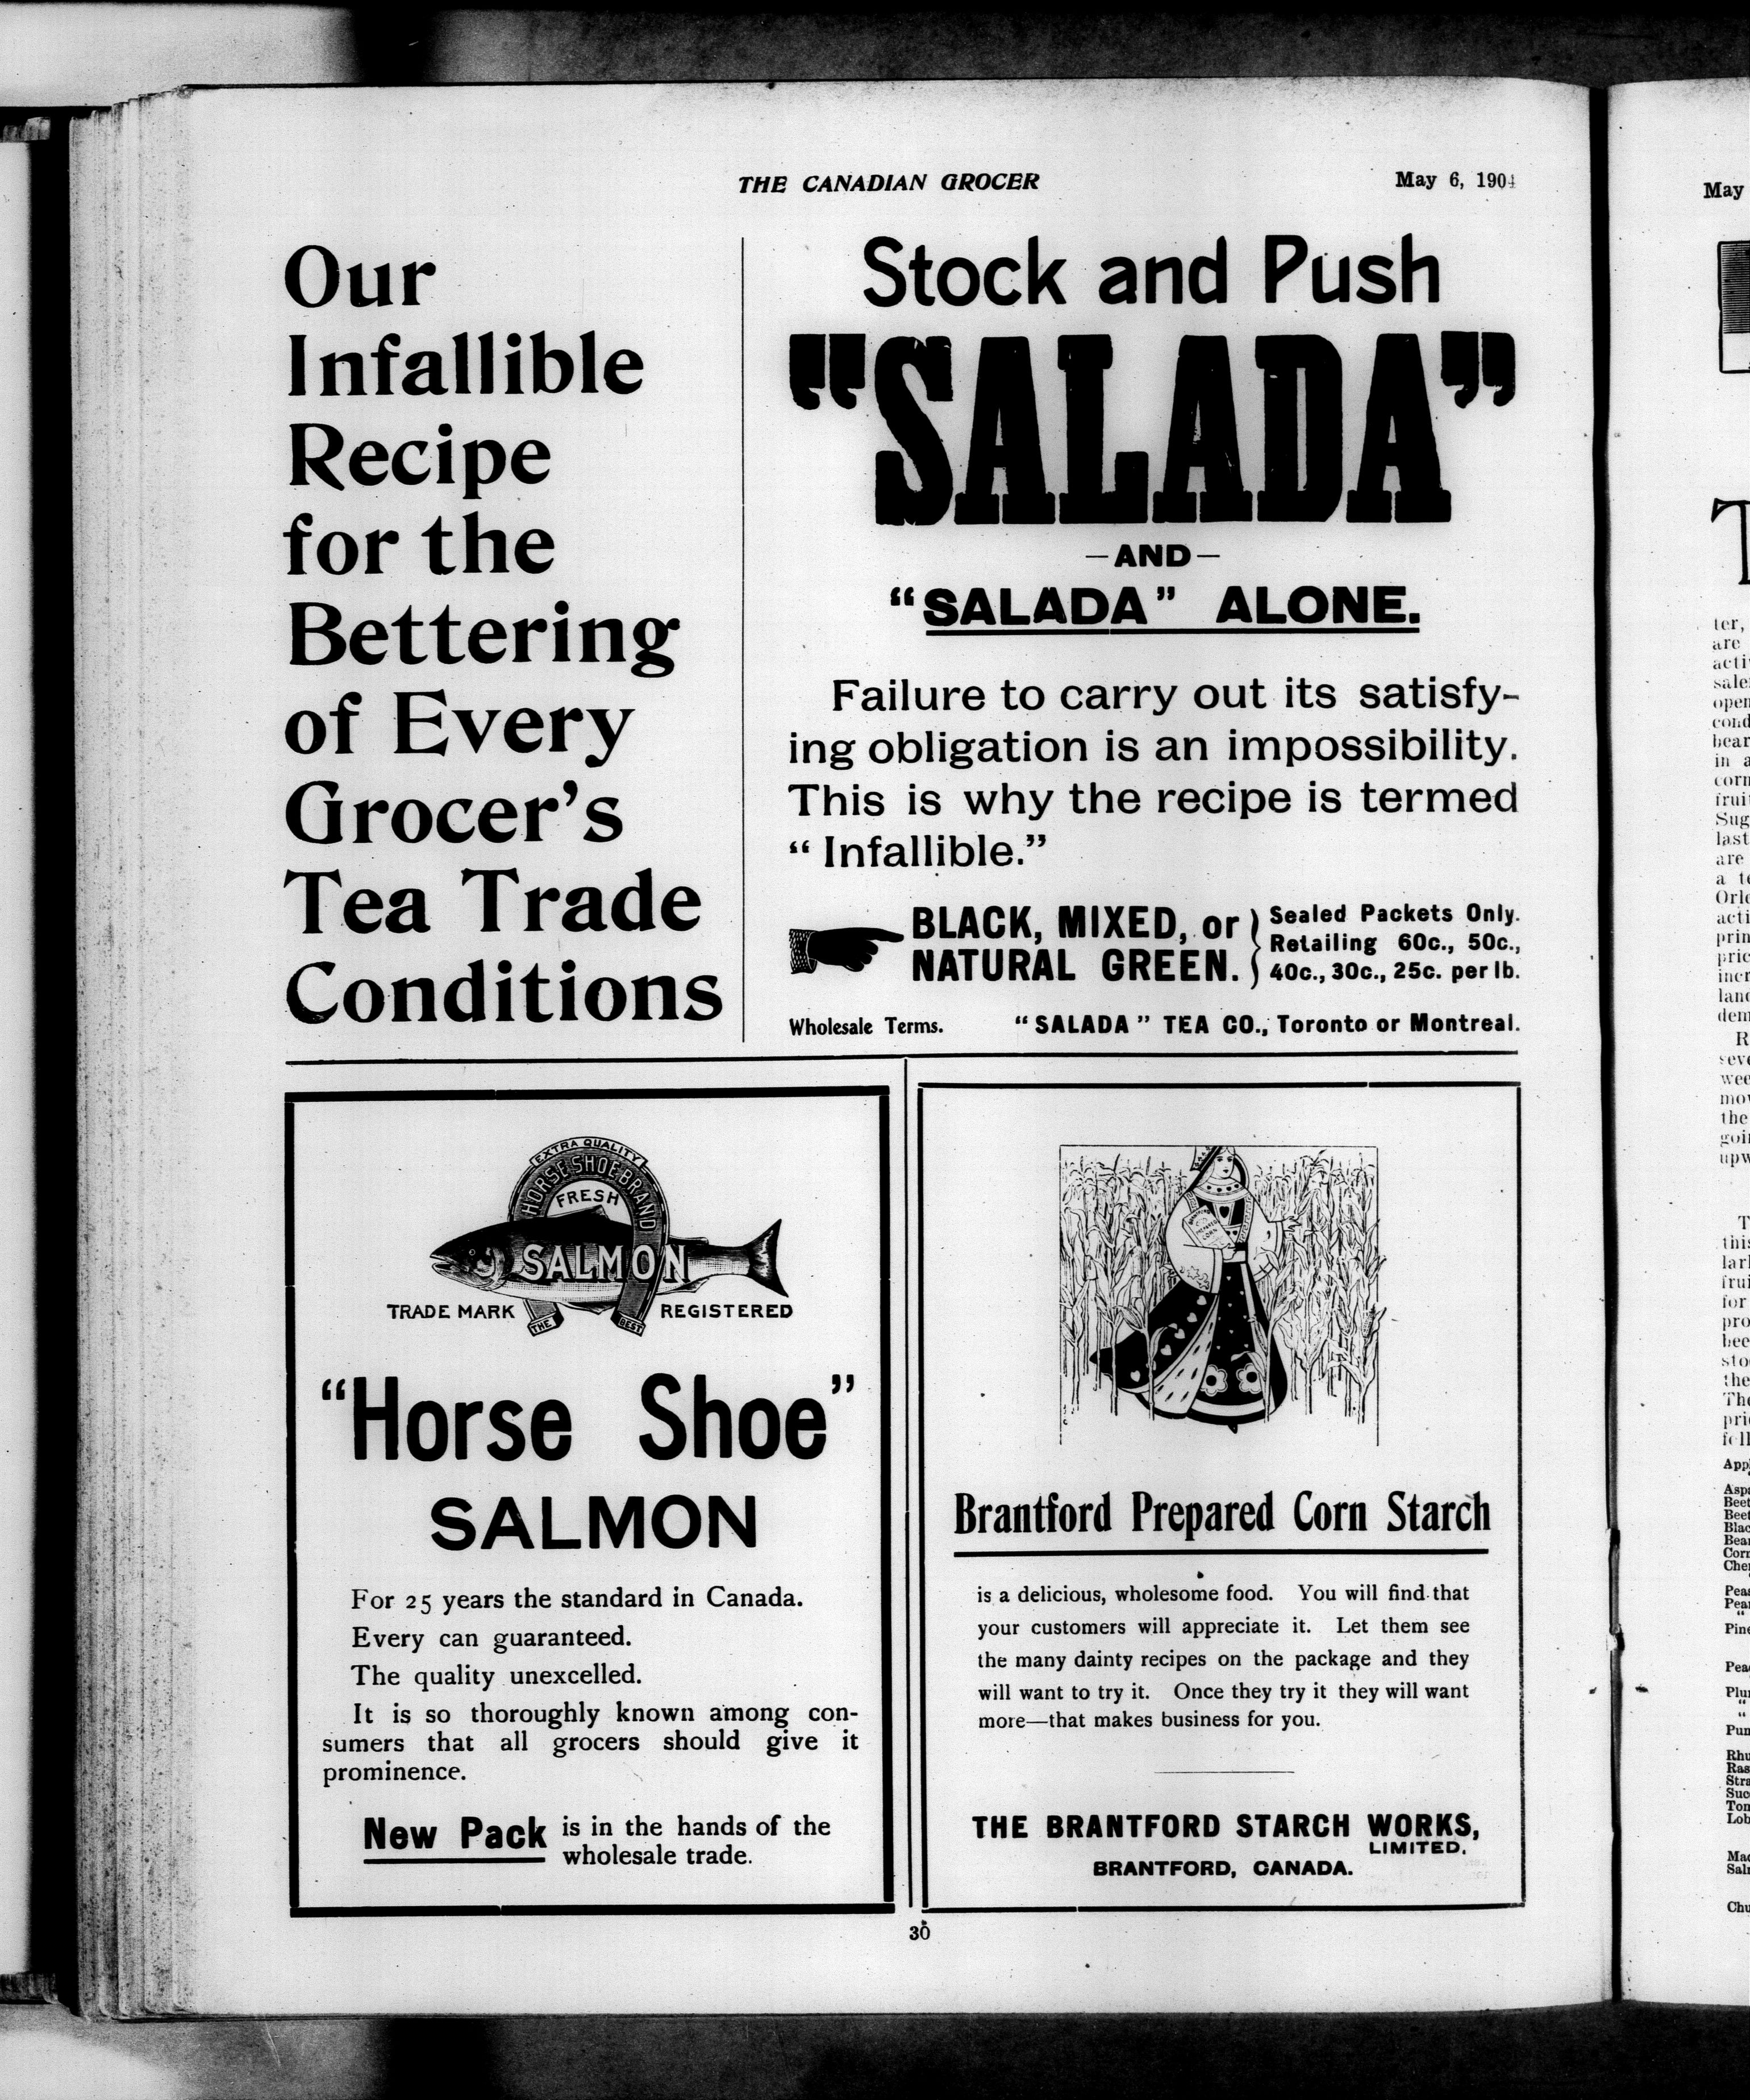 THE CANADIAN GROCER
May 6, 1904
Our
Infallible
Recipe
for the
Bettering
of Every
Grocer's
Tea Trade
Conditions
Stock and Push
"SALADA"
—AND—
"SALADA" ALONE.
Failure to carry out its satisfy-
ing obligation is an impossibility.
This is why the recipe is termed
"Infallible."
BLACK, MIXED, or
NATURAL GREEN.
Sealed Packets Only.
Retailing 60c., 50c.,
40c., 30c., 25c. per lb.
Wholesale Terms.
"SALADA" TEA CO., Toronto or Montreal.
EXTRA QUALITY
HORSESHOE BRAND
FRESH
SALMON
TRADE MARK
REGISTERED
THE
BEST
"Horse Shoe"
SALMON
For 25 years the standard in Canada.
Every can guaranteed.
The quality unexcelled.
It is so thoroughly known among con-
sumers that all grocers should give it
prominence.
New Pack is in the hands of the
wholesale trade.
Brantford Prepared Corn Starch
is a delicious, wholesome food. You will find that
your customers will appreciate it. Let them see
the many dainty recipes on the package and they
will want to try it. Once they try it they will want
more—that makes business for you.
THE BRANTFORD STARCH WORKS,
LIMITED,
BRANTFORD, CANADA.
30
May